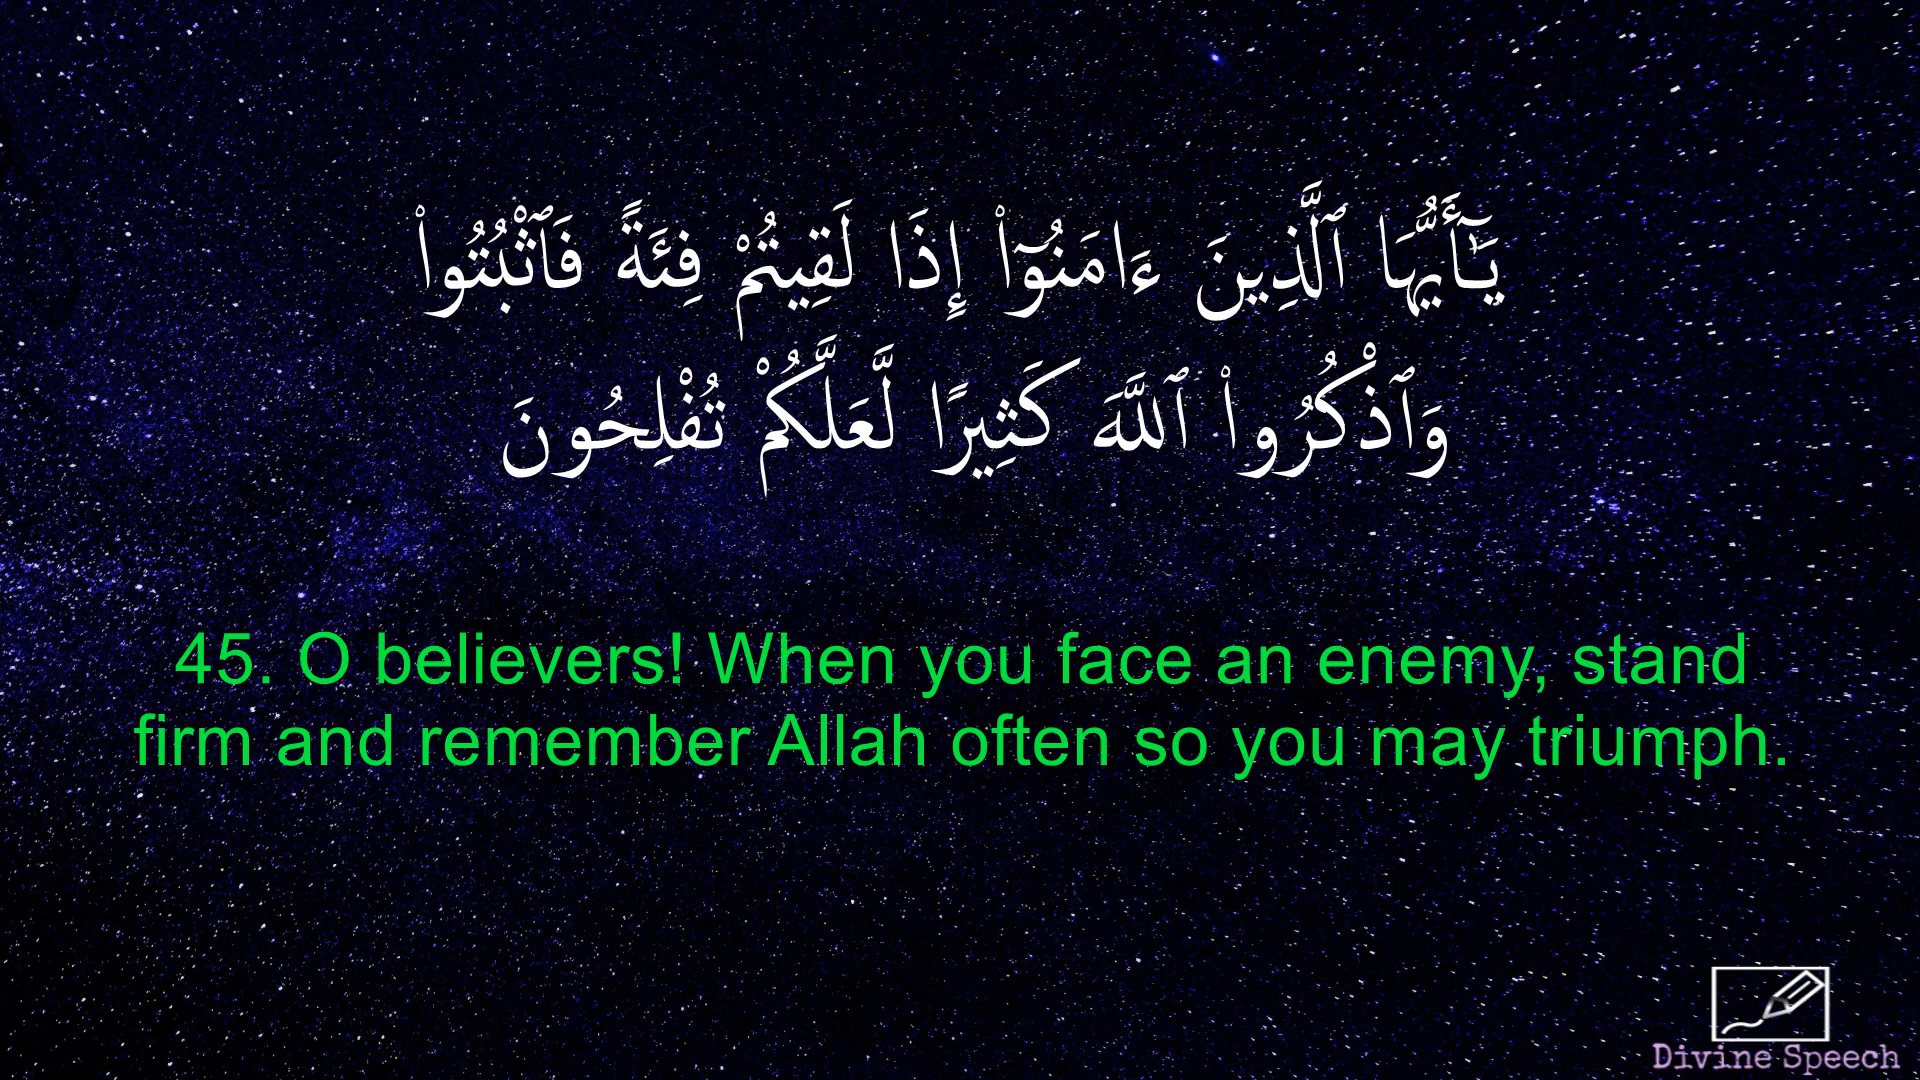 يَـٰٓأَيُّهَا ٱلَّذِينَ ءَامَنُوٓا۟ إِذَا لَقِيتُمْ فِئَةً فَٱثْبُتُوا۟
وَٱذْكُرُوا۟ ٱللَّهَ كَثِيرًا لَّعَلَّكُمْ تُفْلِحُونَ
45. O believers! When you face an enemy, stand
firm and remember Allah often so you may triumph.
Divine Speech